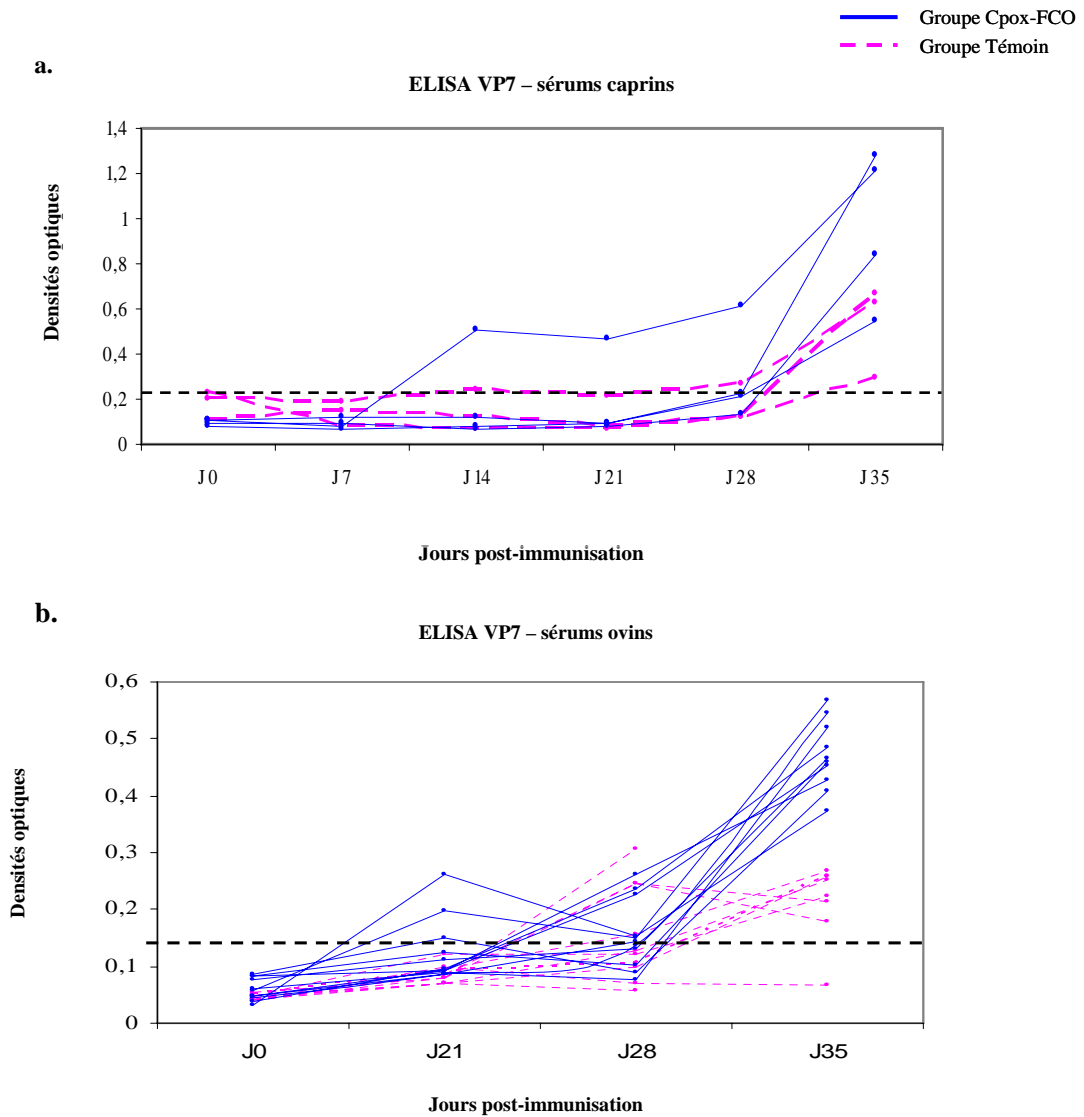 Groupe Cpox-FCO
Groupe Témoin
a.
ELISA VP7 – sérums caprins
Densités optiques
1,4
1,2
1
0,8
0,6
0,4
0,2
0
J0
J7
J14
J21
J28
J35
Jours post-immunisation
b.
ELISA VP7 – sérums ovins
Densités optiques
0,6
0,5
0,4
0,3
0,2
0,1
0
J0
J21
J28
J35
Jours post-immunisation